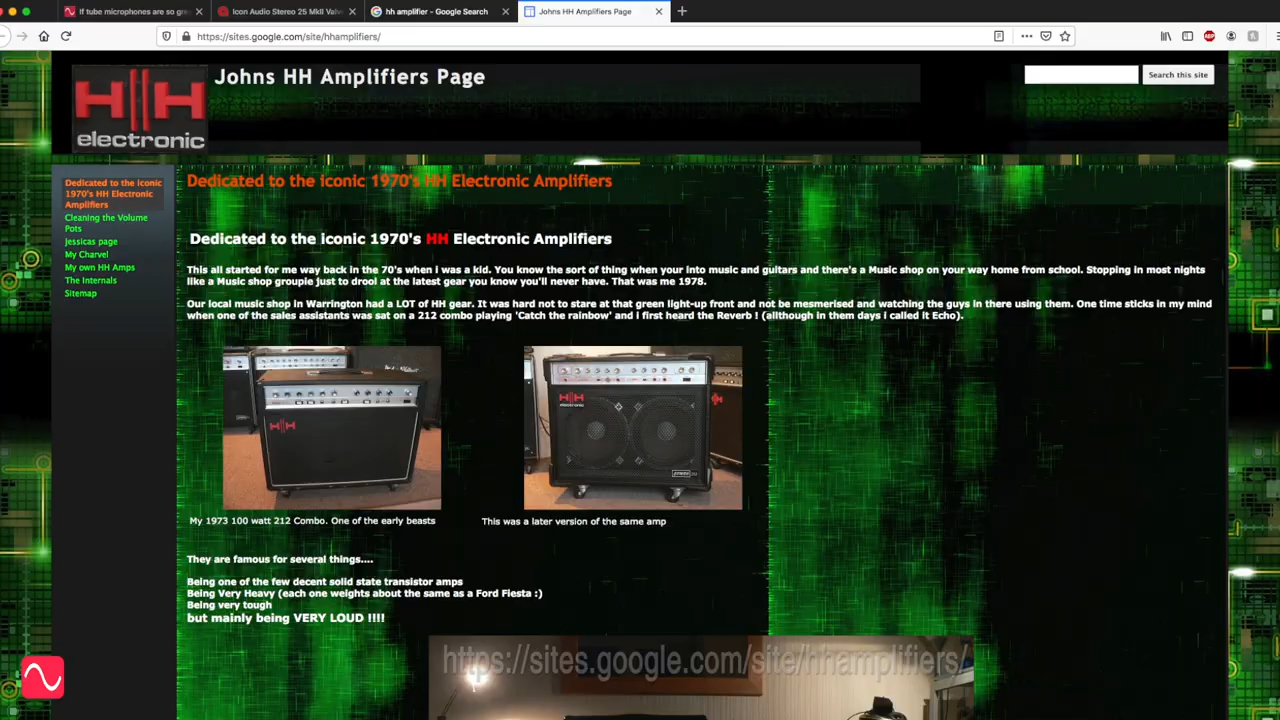 If tube microphones are so gre
Icon Audio Stereo 25 MkII Valv
hh amplifier - Google Search
Johns HH Amplifiers Page
https://sites.google.com/site/hhamplifiers/
ABP
HH
electronic
Johns HH Amplifiers Page
Search this site
Dedicated to the iconic
1970's HH Electronic
Amplifiers
Cleaning the Volume
Pots
Jessicas page
My Charvel
My own HH Amps
The Internals
Sitemap
Dedicated to the iconic 1970's HH Electronic Amplifiers
Dedicated to the iconic 1970's HH Electronic Amplifiers
This all started for me way back in the 70's when i was a kid. You know the sort of thing when your into music and guitars and there's a Music shop on your way home from school. Stopping in most nights
like a Music shop grouple just to drool at the latest gear you know you'll never have. That was me 1978.
Our local music shop in Warrington had a LOT of HH gear. It was hard not to stare at that green light-up front and not be mesmerised and watching the guys in there using them. One time sticks in my mind
when one of the sales assistants was sat on a 212 combo playing 'Catch the rainbow' and i first heard the Reverb ! (allthough in them days i called it Echo).
HH
HH
electronic
My 1973 100 watt 212 Combo. One of the early beasts
This was a later version of the same amp
They are famous for several things....
Being one of the few decent solid state transistor amps
Being Very Heavy (each one weights about the same as a Ford Fiesta :)
Being very tough
but mainly being VERY LOUD !!!!
https://sites.google.com/site/hhamplifiers/